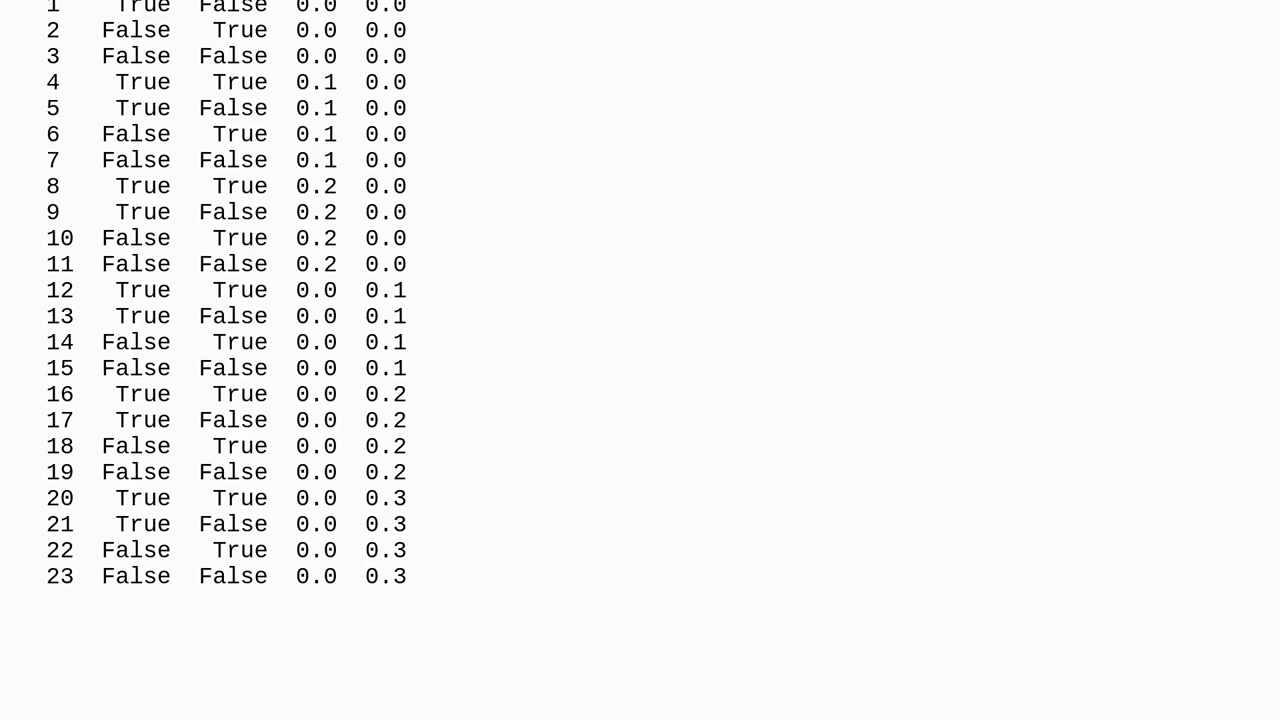 1    True  False  0.0  0.0
2   False   True  0.0  0.0
3   False  False  0.0  0.0
4    True   True  0.1  0.0
5    True  False  0.1  0.0
6   False   True  0.1  0.0
7   False  False  0.1  0.0
8    True   True  0.2  0.0
9    True  False  0.2  0.0
10  False   True  0.2  0.0
11  False  False  0.2  0.0
12   True   True  0.0  0.1
13   True  False  0.0  0.1
14  False   True  0.0  0.1
15  False  False  0.0  0.1
16   True   True  0.0  0.2
17   True  False  0.0  0.2
18  False   True  0.0  0.2
19  False  False  0.0  0.2
20   True   True  0.0  0.3
21   True  False  0.0  0.3
22  False   True  0.0  0.3
23  False  False  0.0  0.3